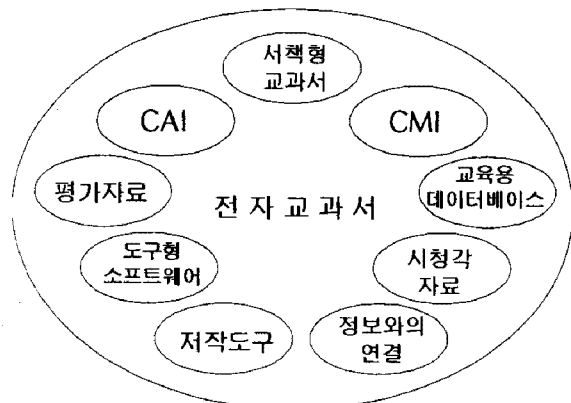 서책형
교과서
CAI
CMI
평가자료
교육용
데이터베이스
전자교과서
도구형
소프트웨어
시청각
자료
저작도구
정보와의
연결